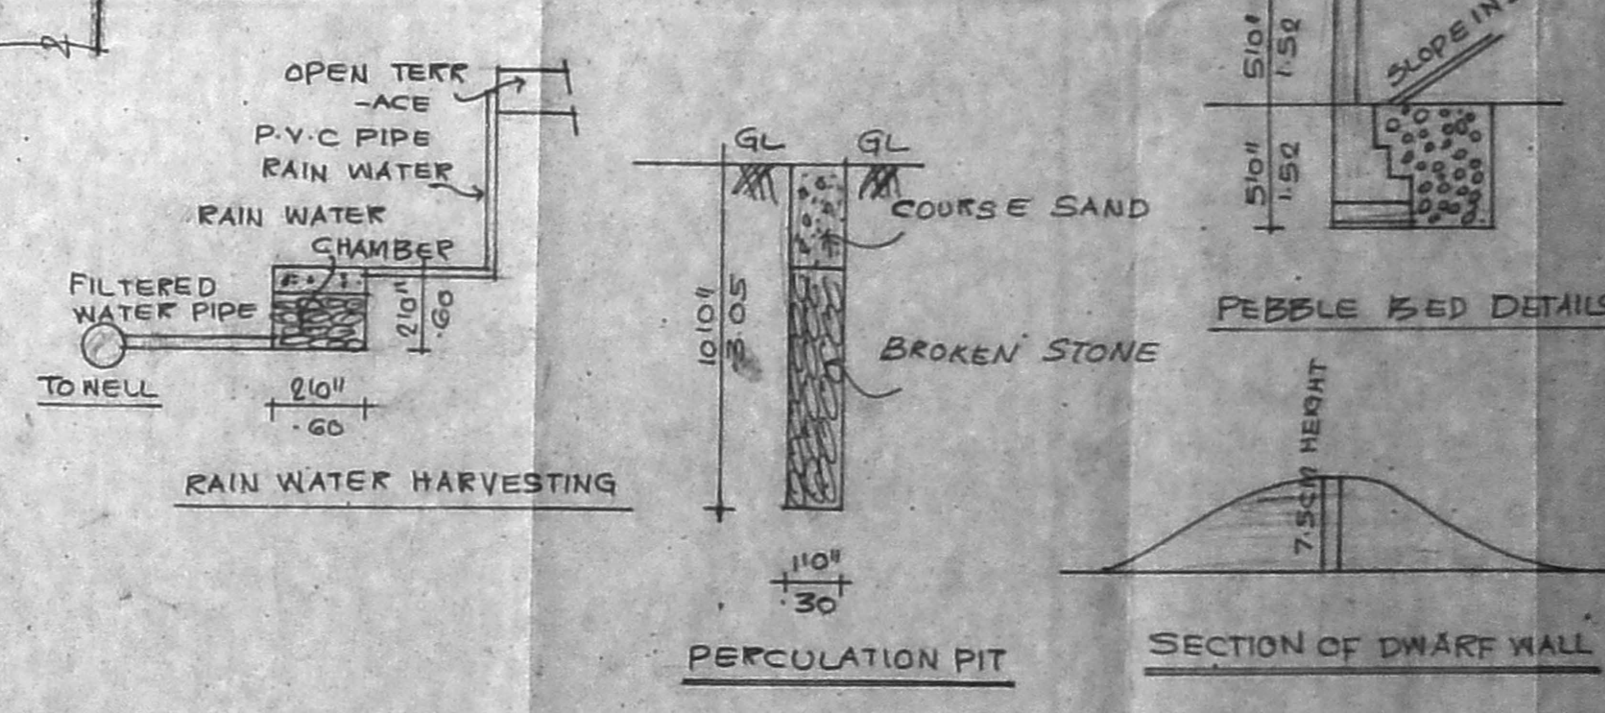 OPEN TERR
-ACE
P.V.C PIPE
RAIN WATER
RAIN WATER
CHAMBER
FILTERED
WATER PIPE
TO WELL
2'0"
.60
2'0"
.60
RAIN WATER HARVESTING
GL
GL
COURSE SAND
BROKEN STONE
10'0"
3.05
1'0"
.30
PERCULATION PIT
5'0"
1.52
SLOPE IN
5'0"
1.52
PEBBLE BED DETAILS
7.5CM HEIGHT
SECTION OF DWARF WALL